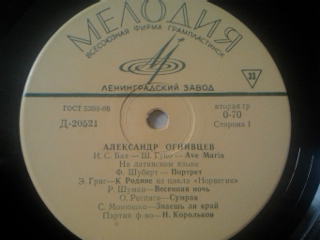 МЕЛОДИЯ
ВСЕСОЮЗНАЯ ФИРМА ГРАМПЛАСТИНОК
33
ЛЕНИНГРАДСКИЙ ЗАВОД
ГОСТ 5289-68
вторая гр
Д-20521
0-70
Сторона 1
АЛЕКСАНДР ОГНИВЦЕВ
И. С. Бах — Ш. Гуно — Ave Maria
На латинском языке
Ф. Шуберт — Портрет
Э. Григ — К Родине из цикла «Норвегия»
Р. Шуман — Весенняя ночь
О. Респиги — Сумрак
С. Монюшко — Знаешь ли край
Партия ф-но — Н. Корольков